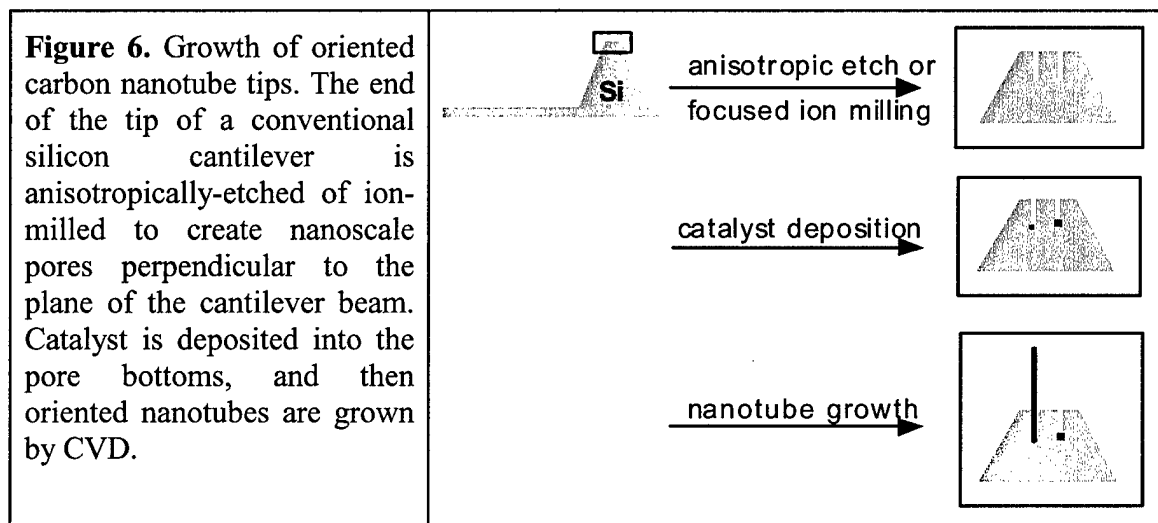 Figure 6. Growth of oriented
carbon nanotube tips. The end
of the tip of a conventional
silicon cantilever is
anisotropically-etched of ion-
milled to create nanoscale
pores perpendicular to the
plane of the cantilever beam.
Catalyst is deposited into the
pore bottoms, and then
oriented nanotubes are grown
by CVD.
Si
anisotropic etch or
focused ion milling
catalyst deposition
nanotube growth